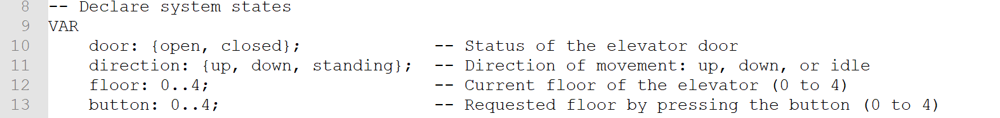 8 -- Declare system states
9 VAR
10 door: {open, closed}; -- Status of the elevator door
11 direction: {up, down, standing}; -- Direction of movement: up, down, or idle
12 floor: 0..4; -- Current floor of the elevator (0 to 4)
13 button: 0..4; -- Requested floor by pressing the button (0 to 4)